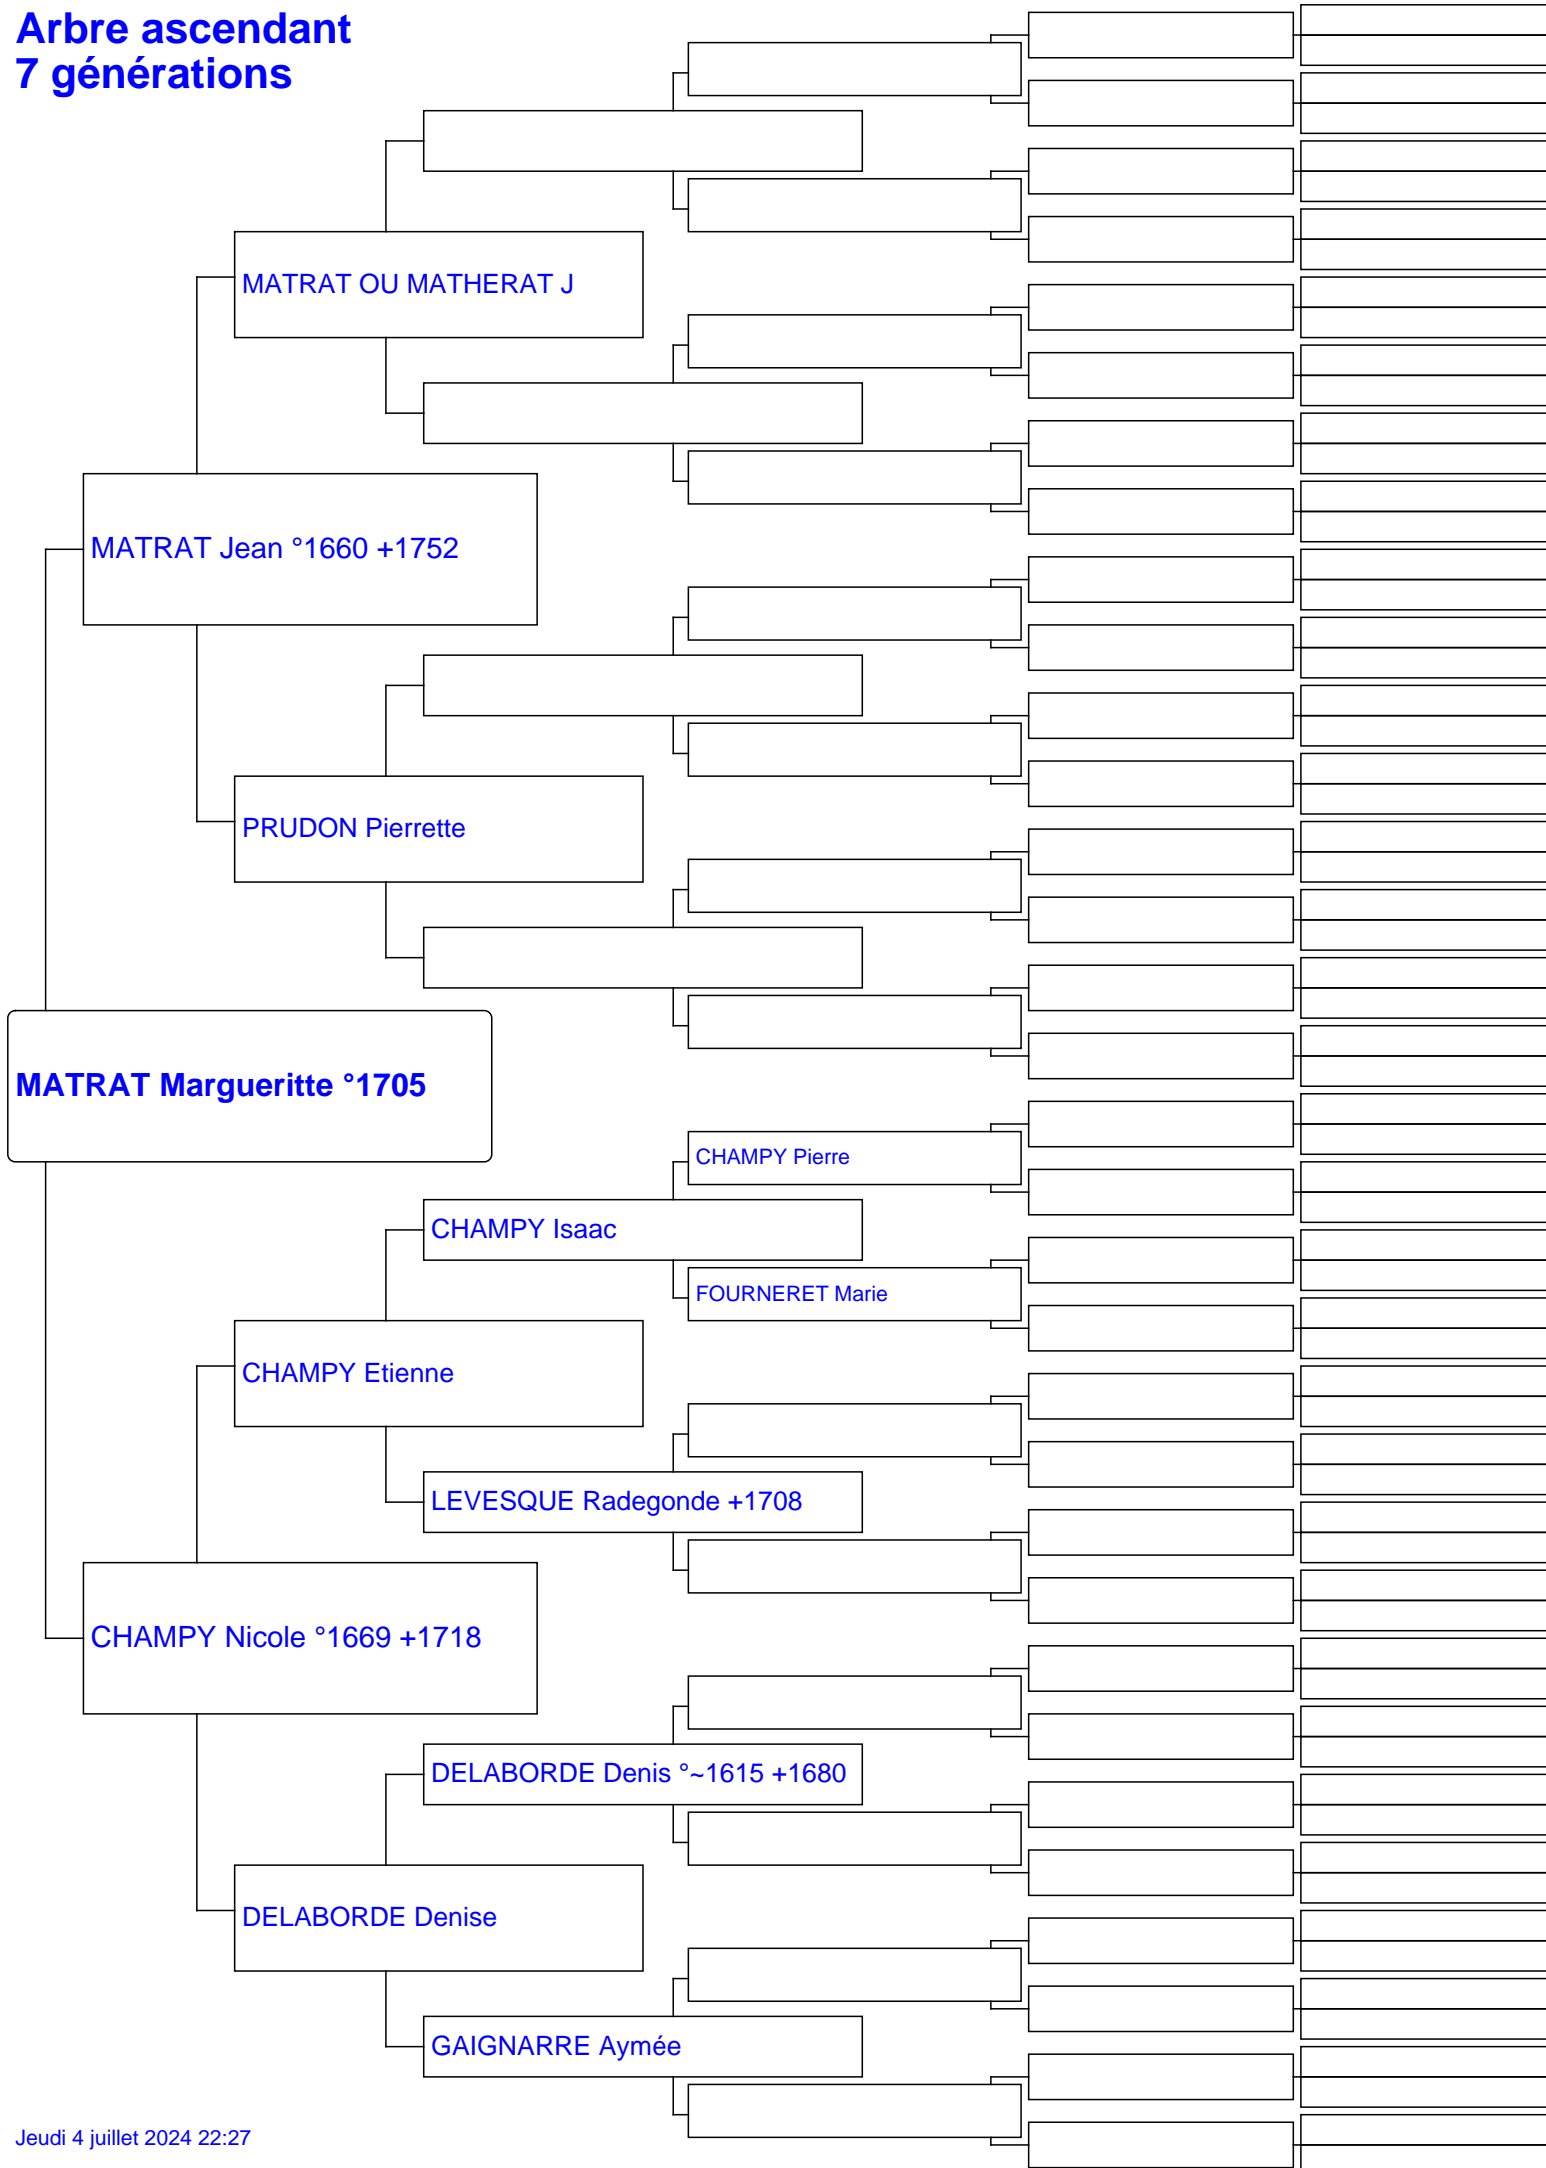 Arbre ascendant
7 générations
MATRAT OU MATHERAT J
MATRAT Jean °1660 +1752
PRUDON Pierrette
MATRAT Margueritte °1705
CHAMPY Pierre
CHAMPY Isaac
FOURNERET Marie
CHAMPY Etienne
LEVESQUE Radegonde +1708
CHAMPY Nicole °1669 +1718
DELABORDE Denis °~1615 +1680
DELABORDE Denise
GAIGNARRE Aymée
Jeudi 4 juillet 2024 22:27